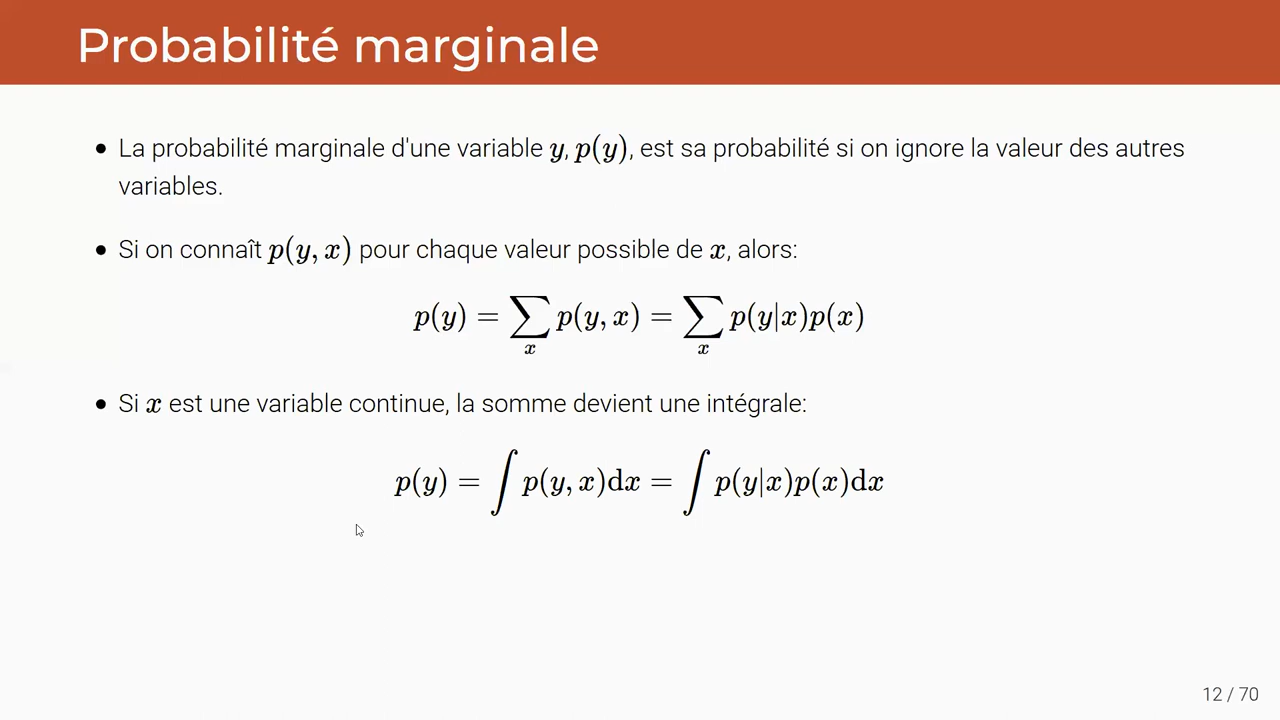 Probabilité marginale
• La probabilité marginale d'une variable y, p(y), est sa probabilité si on ignore la valeur des autres
variables.
• Si on connaît p(y, x) pour chaque valeur possible de x, alors:
p(y) = ∑_x p(y, x) = ∑_x p(y|x)p(x)
• Si x est une variable continue, la somme devient une intégrale:
p(y) = ∫ p(y, x)dx = ∫ p(y|x)p(x)dx
12 / 70